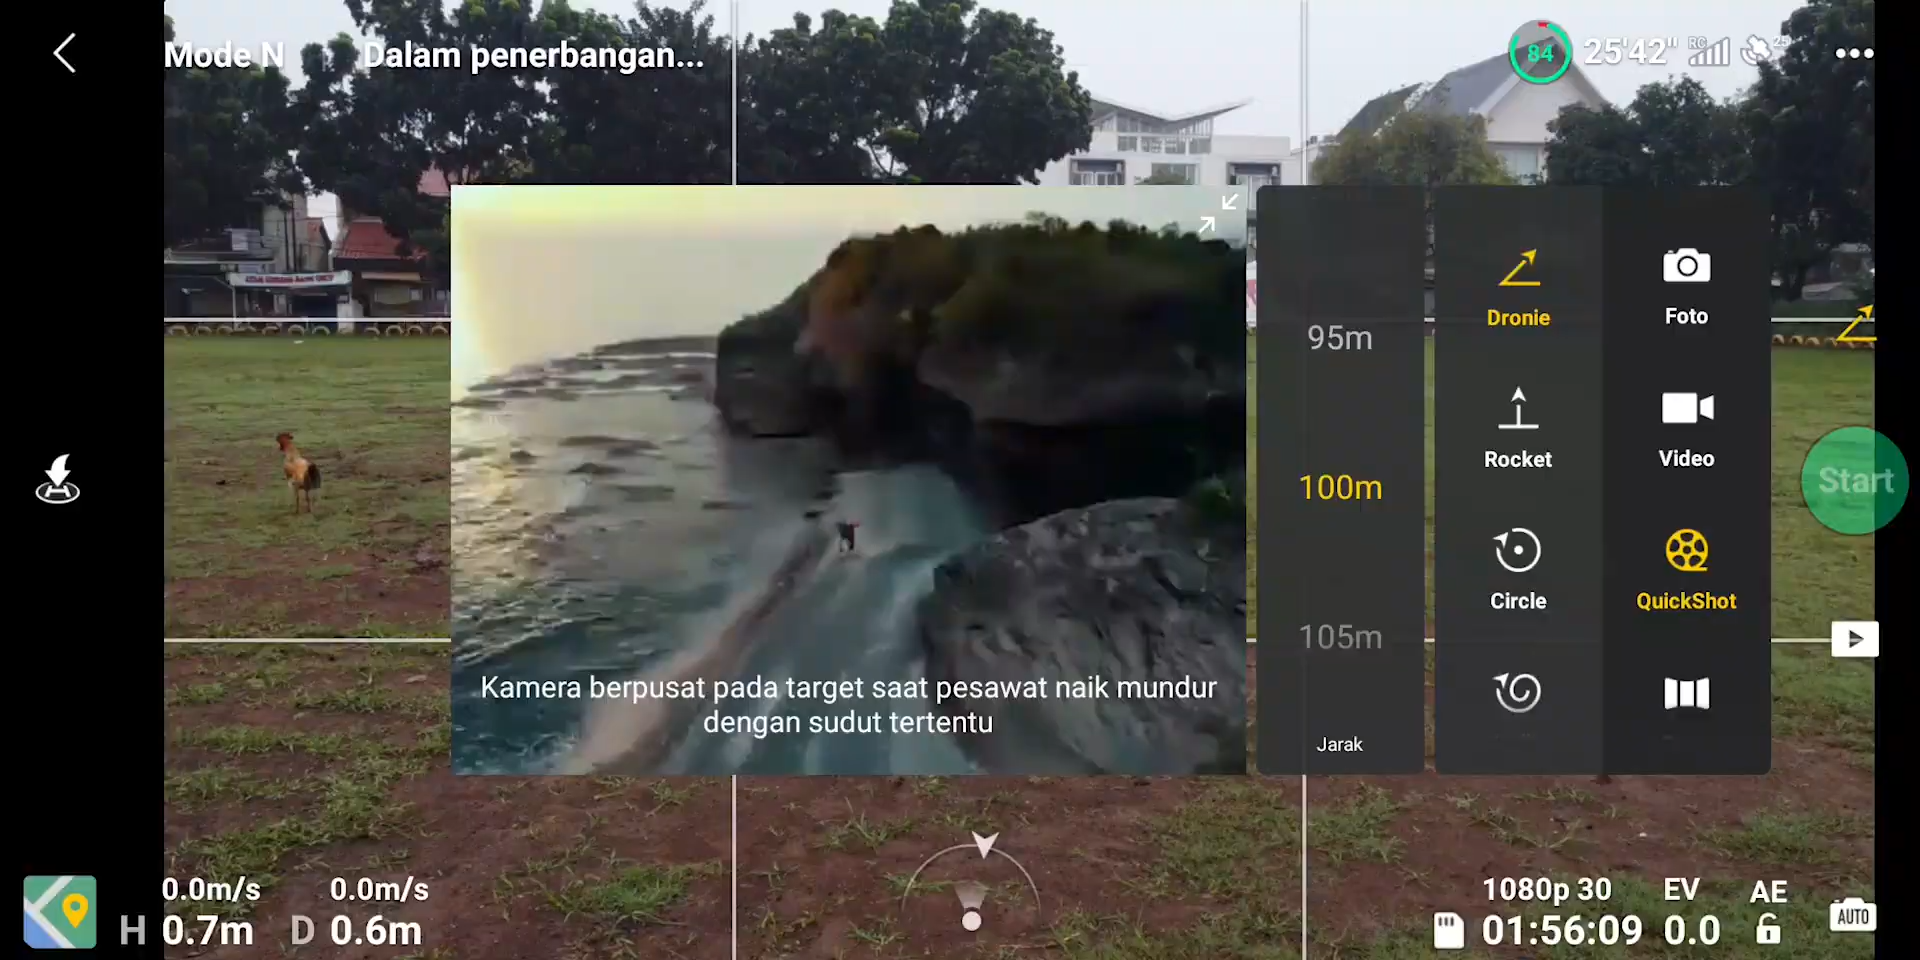 Mode N
Dalam penerbangan...
84
25'42"
RC
25
95m
100m
105m
Jarak
Dronie
Foto
Rocket
Video
Circle
QuickShot
Start
Kamera berpusat pada target saat pesawat naik mundur
dengan sudut tertentu
0.0m/s
0.0m/s
H 0.7m
D 0.6m
1080p 30
EV
AE
01:56:09
0.0
AUTO